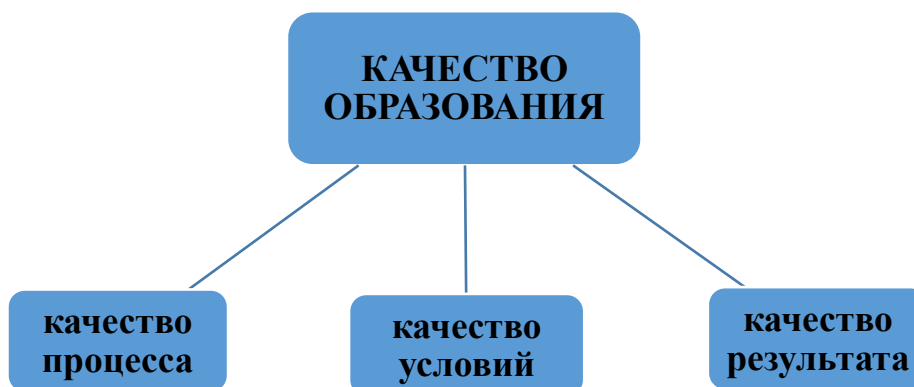 КАЧЕСТВО
ОБРАЗОВАНИЯ
качество
процесса
качество
условий
качество
результата